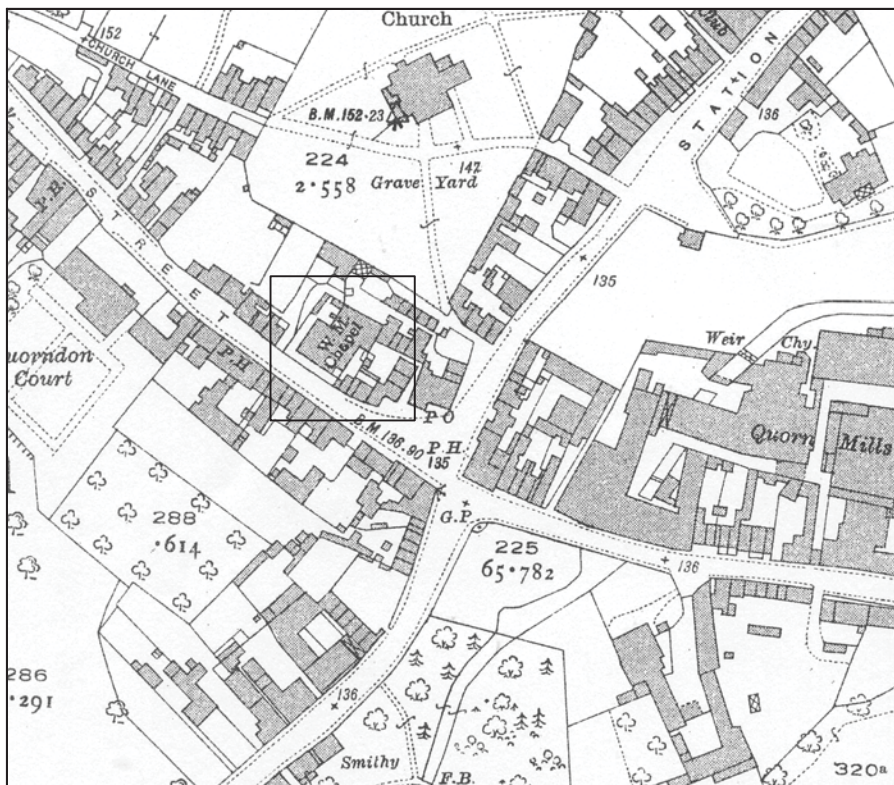 Church
Club
152
CHURCH LANE
STATION
B.M.152·23
136
224
2·558
147
Grave Yard
P.H.
STREET
135
W.M. Chapel
Weir
Chy.
Quorndon
Court
P.H
P O
B.M 136·90
P.H.
135
Quorn Mills
G.P.
288
·614
225
65·782
136
286
·291
136
Smithy
F.B.
320a